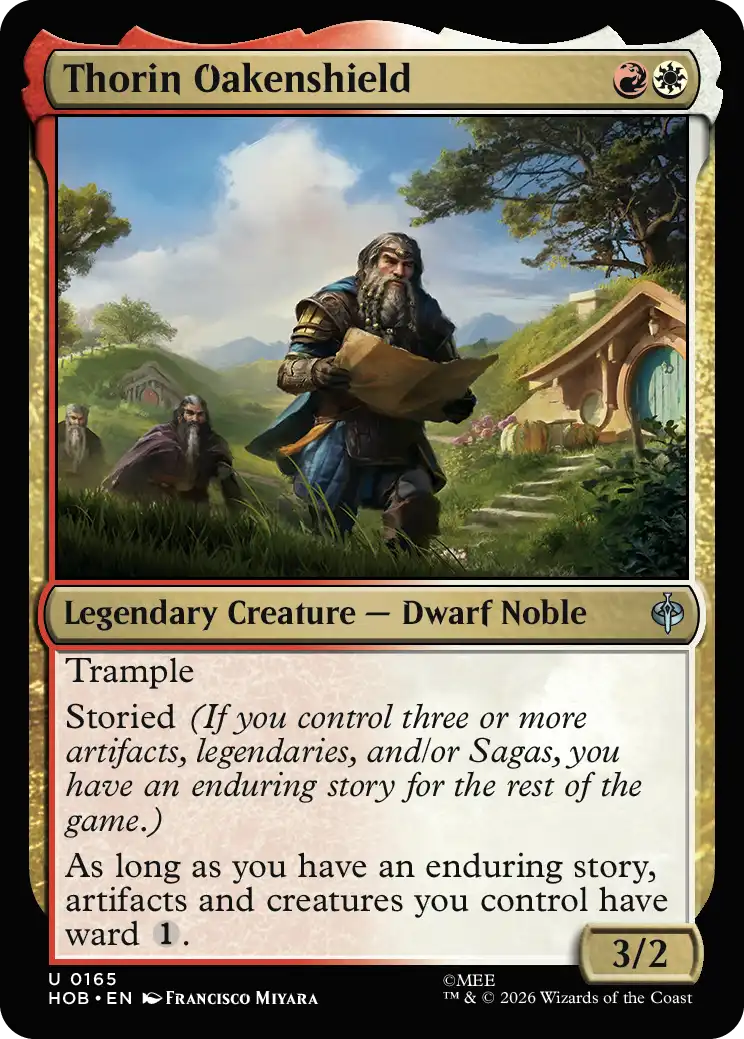 Thorin Oakenshield
Legendary Creature — Dwarf Noble
Trample
Storied (If you control three or more
artifacts, legendaries, and/or Sagas, you
have an enduring story for the rest of the
game.)
As long as you have an enduring story,
artifacts and creatures you control have
ward 1.
3/2
U 0165
HOB • EN Francisco Miyara
©MEE
™ & © 2026 Wizards of the Coast